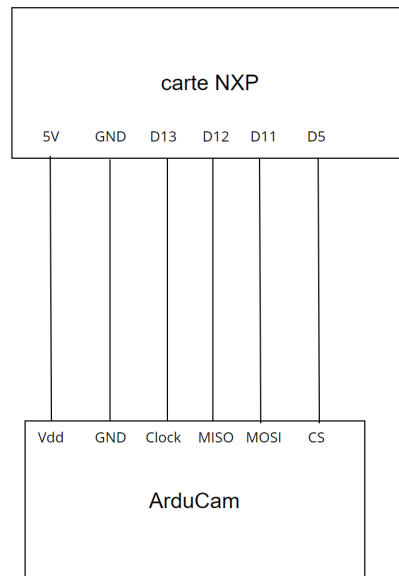 carte NXP
5V GND D13 D12 D11 D5
Vdd GND Clock MISO MOSI CS
ArduCam